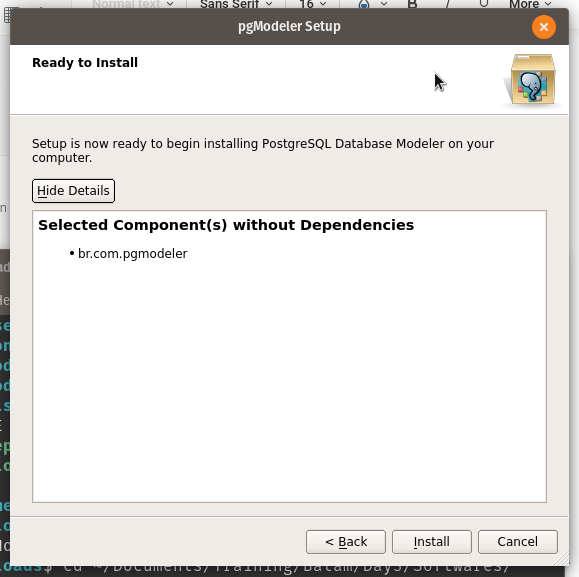 Normal text
Sans Serif
16
B
I
U
More
pgModeler Setup
Ready to Install
Setup is now ready to begin installing PostgreSQL Database Modeler on your
computer.
Hide Details
Selected Component(s) without Dependencies
• br.com.pgmodeler
< Back
Install
Cancel
$ cd ~/Documents/Training/Batam/Day5/Softwares/